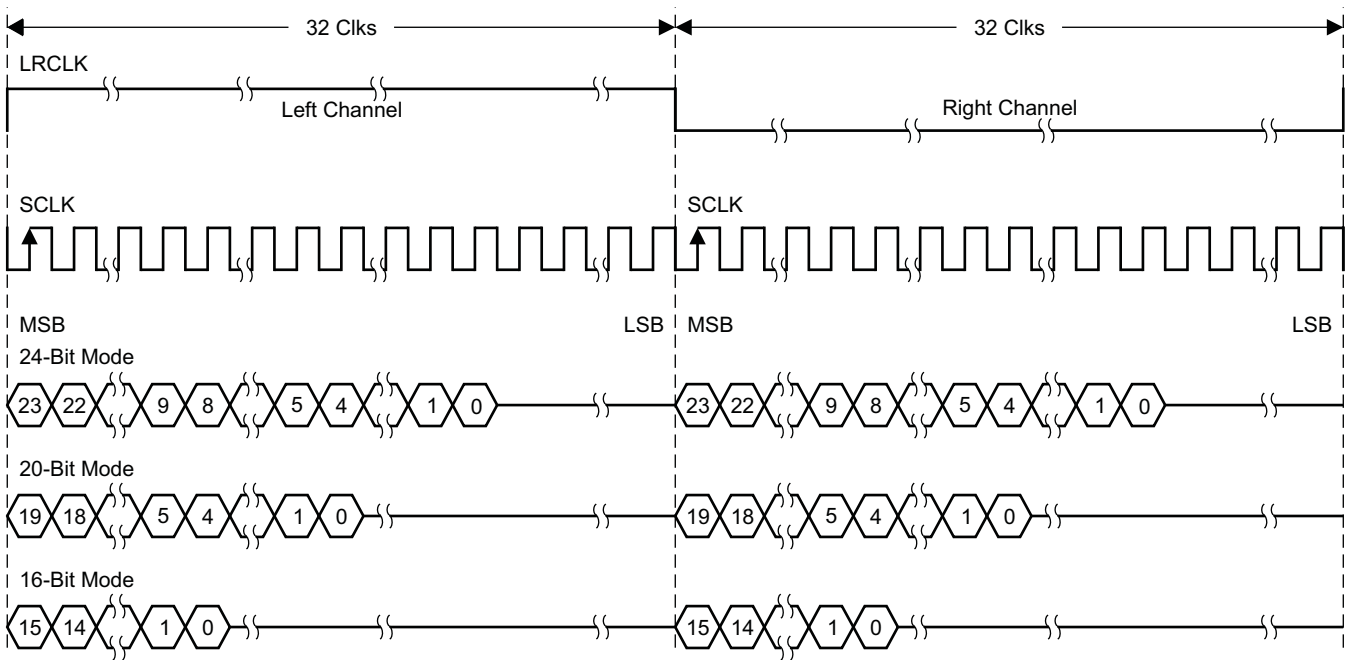 32 Clks 32 Clks
LRCLK
Left Channel Right Channel
SCLK SCLK
MSB LSB MSB LSB
24-Bit Mode
23 22 9 8 5 4 1 0 23 22 9 8 5 4 1 0
20-Bit Mode
19 18 5 4 1 0 19 18 5 4 1 0
16-Bit Mode
15 14 1 0 15 14 1 0